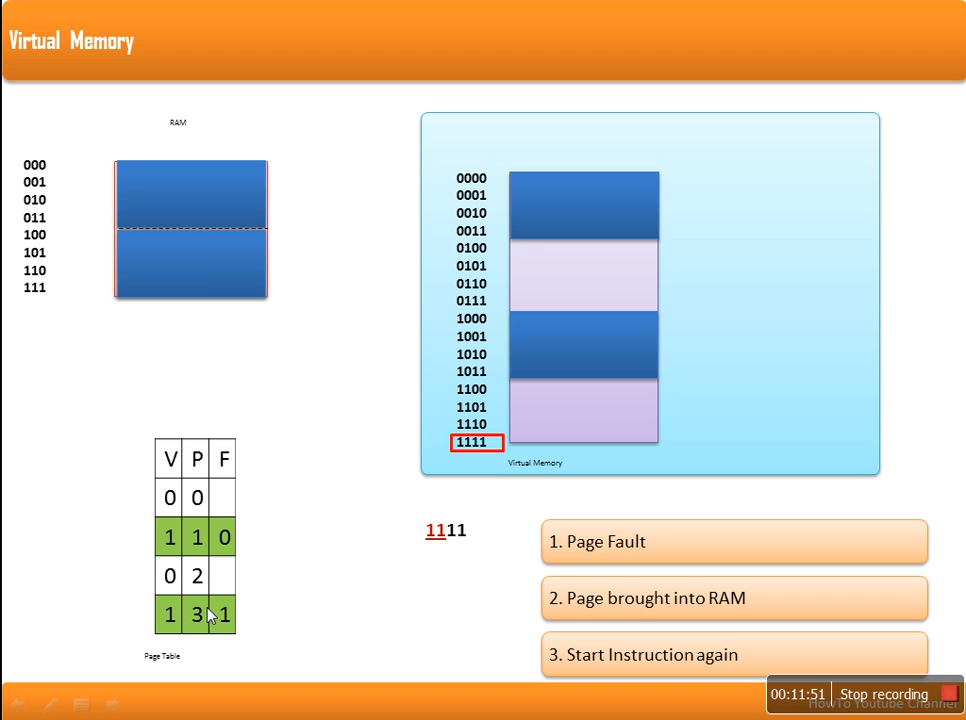 Virtual Memory
RAM
000
001
010
011
100
101
110
111
0000
0001
0010
0011
0100
0101
0110
0111
1000
1001
1010
1011
1100
1101
1110
1111
Virtual Memory
V P F
0 0
1 1 0
0 2
1 3 1
Page Table
1111
1. Page Fault
2. Page brought into RAM
3. Start Instruction again
00:11:51 Stop recording
HowTo Youtube Channel